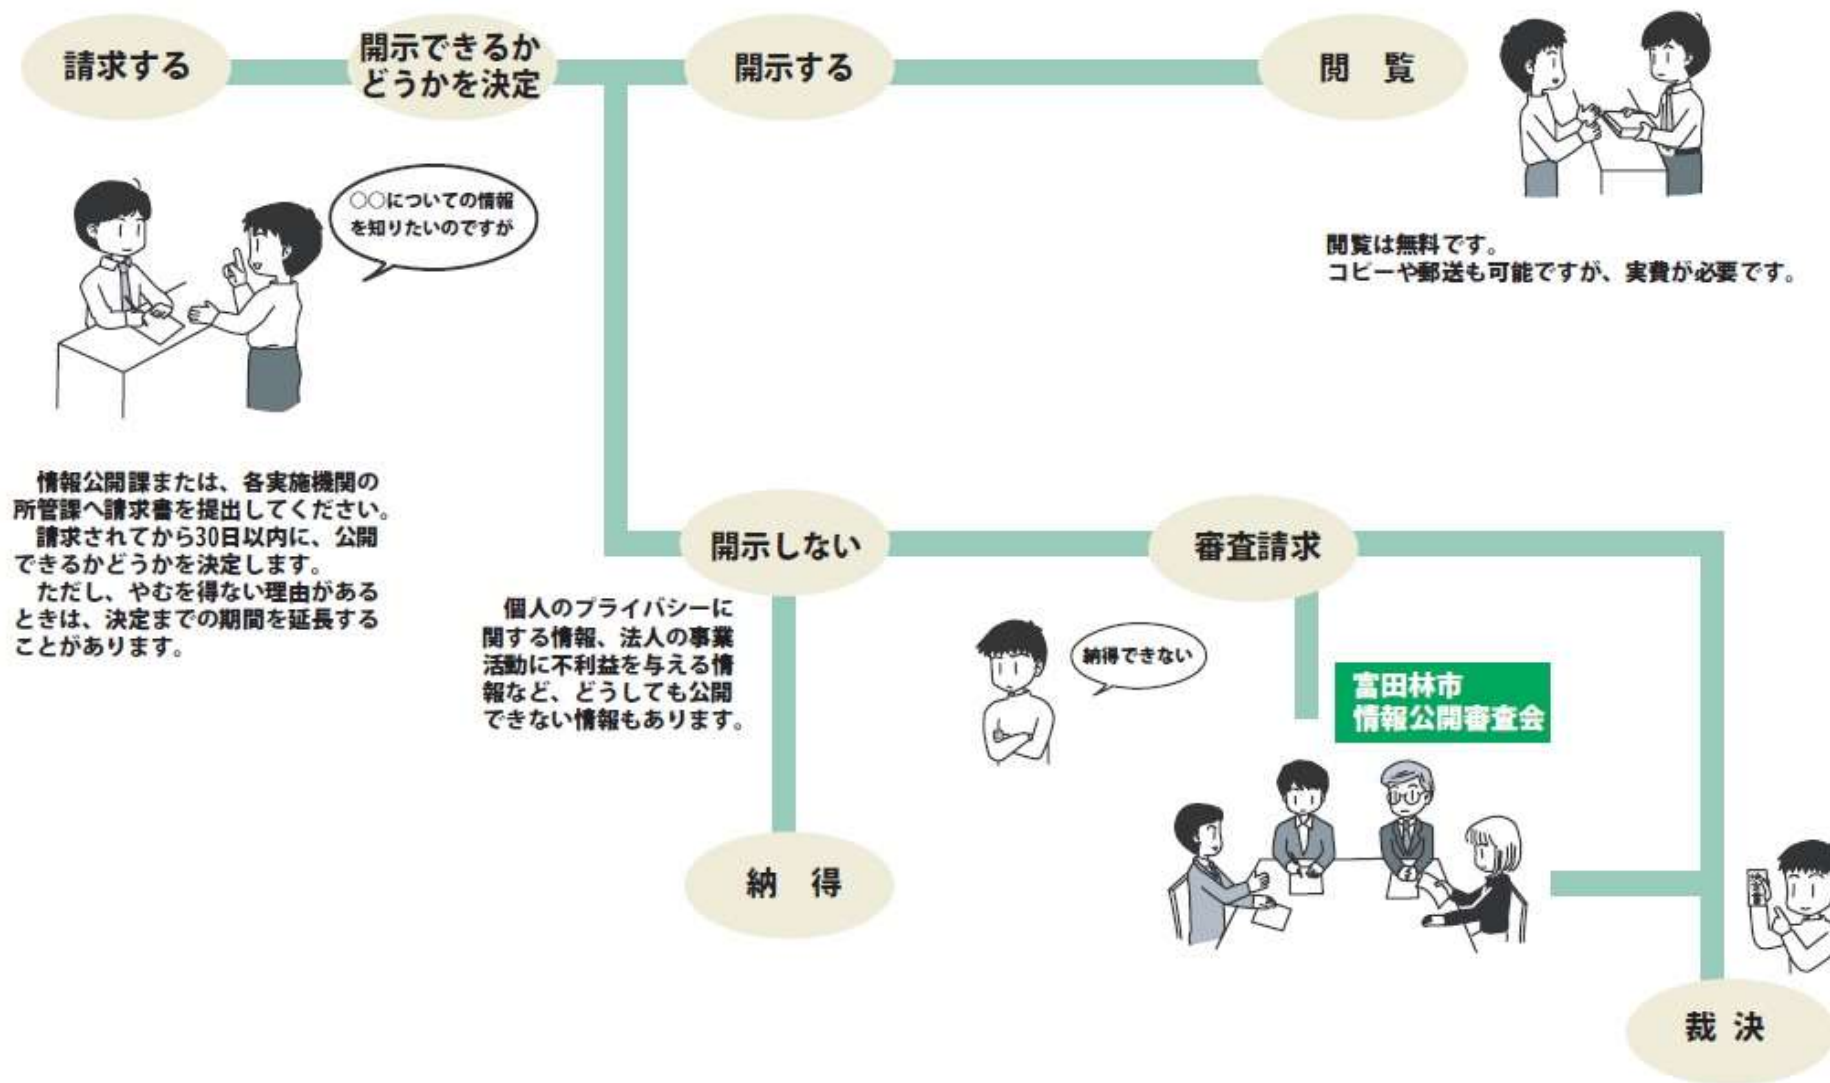 請求する
開示できるか
どうかを決定
開示する
閲 覧
○○についての情報
を知りたいのですが
閲覧は無料です。
コピーや郵送も可能ですが、実費が必要です。
情報公開課または、各実施機関の
所管課へ請求書を提出してください。
請求されてから30日以内に、公開
できるかどうかを決定します。
ただし、やむを得ない理由がある
ときは、決定までの期間を延長する
ことがあります。
開示しない
審査請求
個人のプライバシーに
関する情報、法人の事業
活動に不利益を与える情
報など、どうしても公開
できない情報もあります。
納得できない
富田林市
情報公開審査会
納 得
裁 決